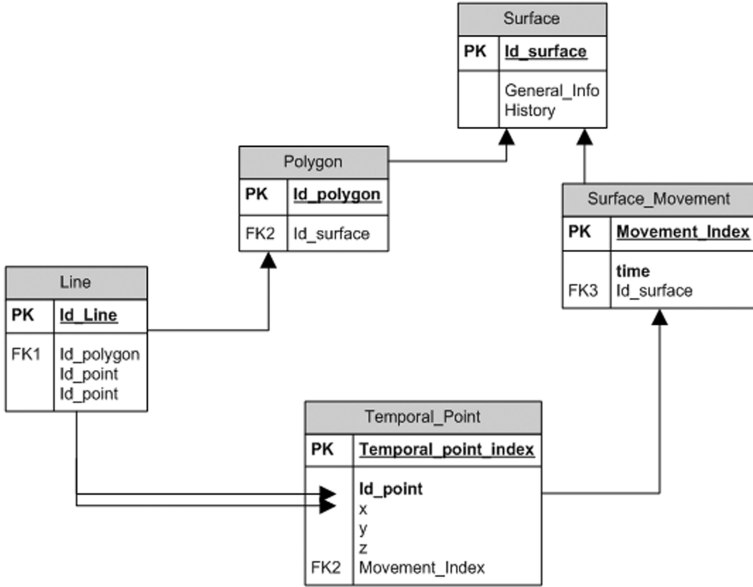 Surface
PK Id_surface
General_Info
History
Polygon
PK Id_polygon
FK2 Id_surface
Surface_Movement
PK Movement_Index
time
FK3 Id_surface
Line
PK Id_Line
FK1 Id_polygon
Id_point
Id_point
Temporal_Point
PK Temporal_point_index
Id_point
x
y
z
FK2 Movement_Index